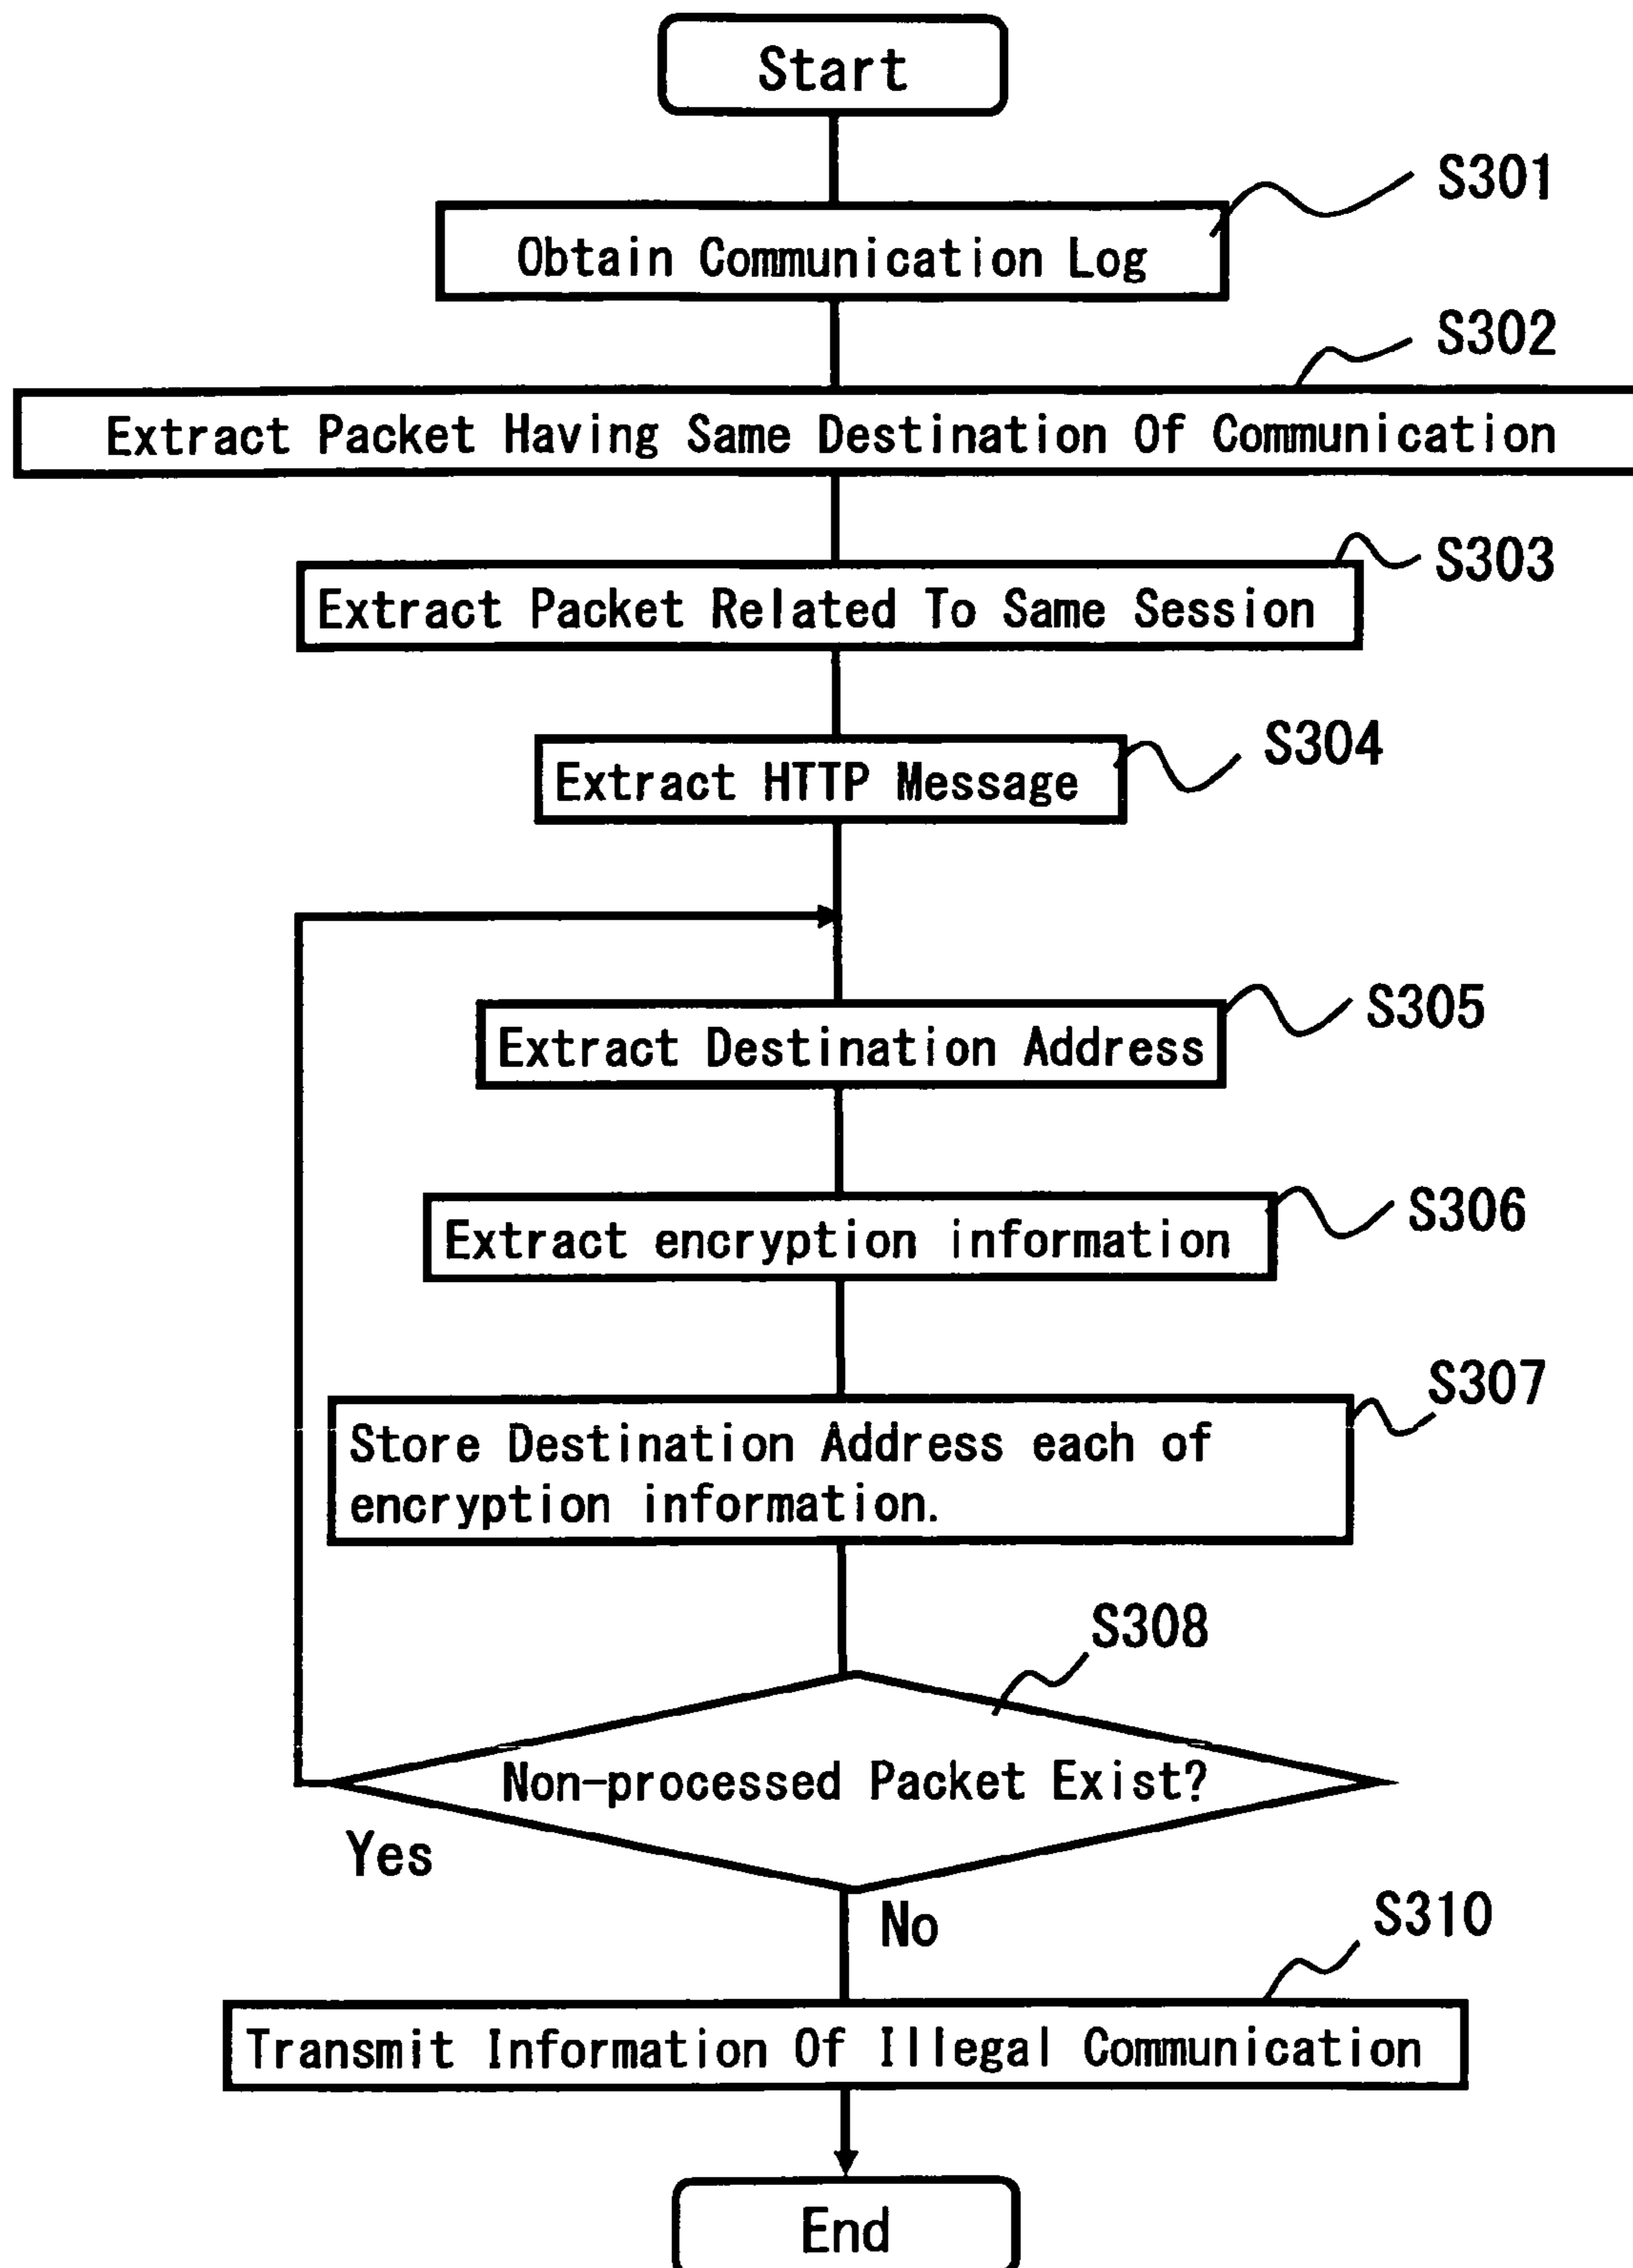 Start
S301
Obtain Communication Log
S302
Extract Packet Having Same Destination Of Communication
S303
Extract Packet Related To Same Session
S304
Extract HTTP Message
S305
Extract Destination Address
S306
Extract encryption information
S307
Store Destination Address each of
encryption information.
S308
Non-processed Packet Exist?
Yes
No
S310
Transmit Information Of Illegal Communication
End